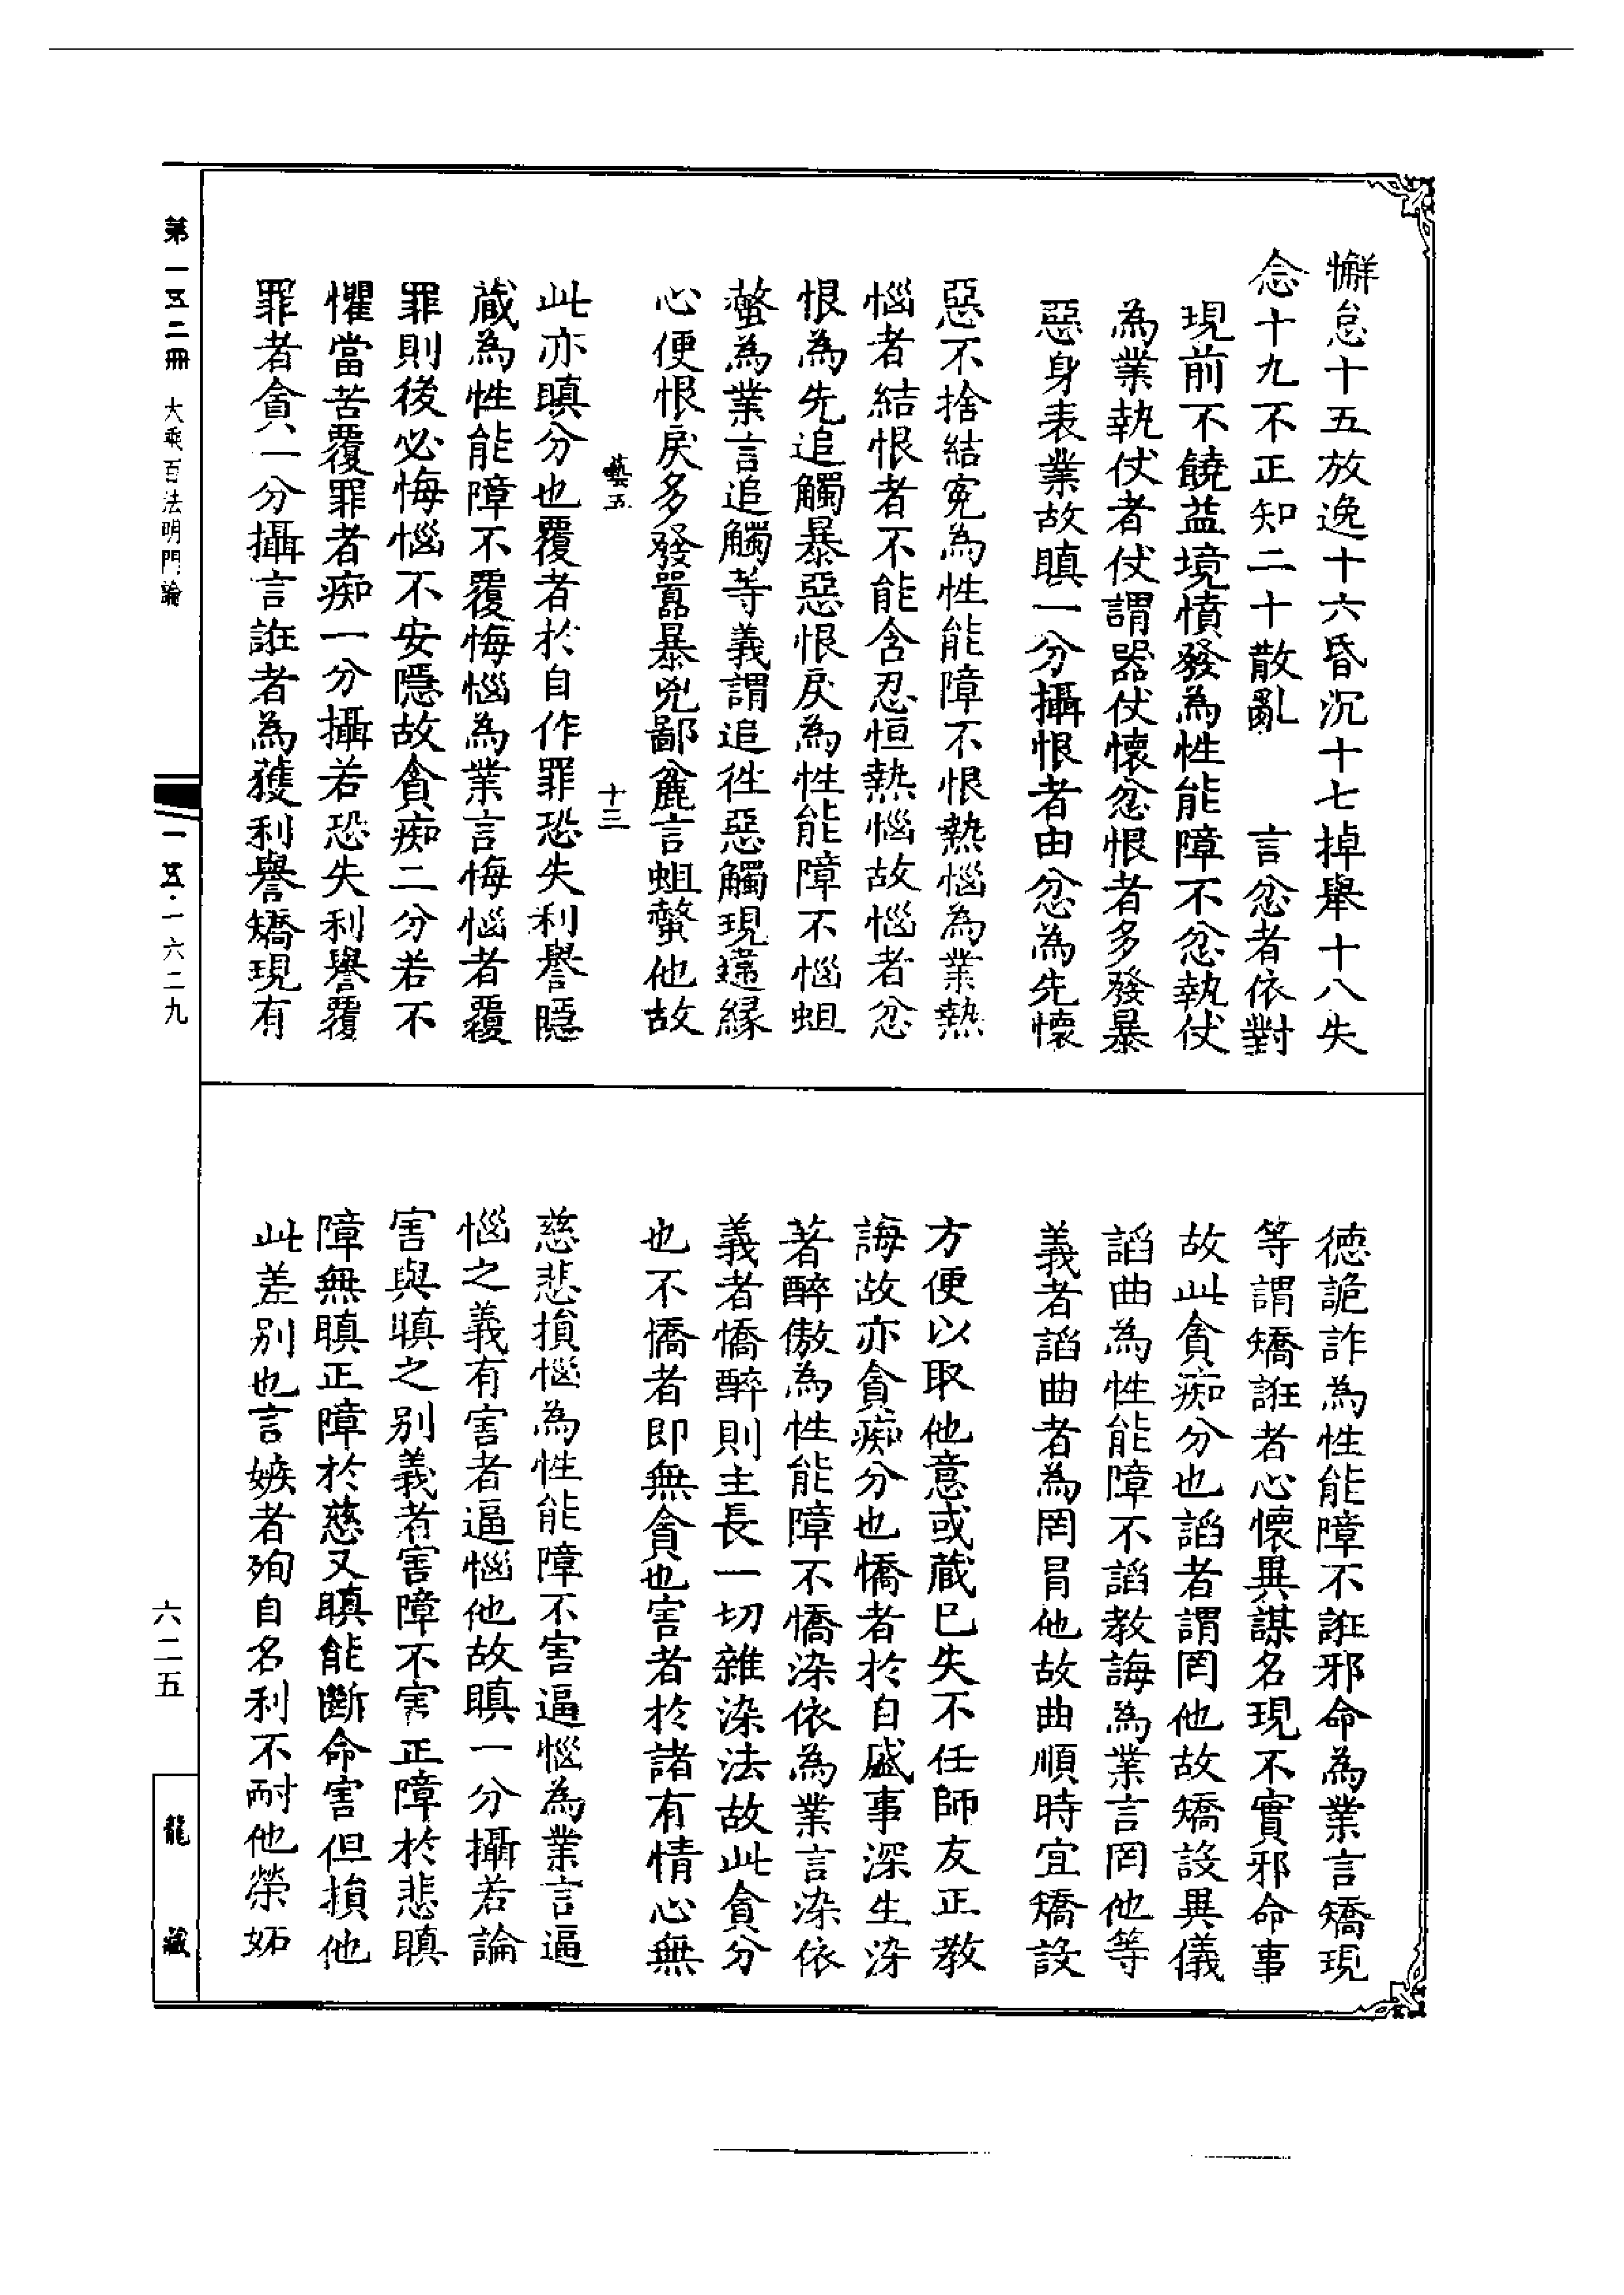 懈怠十五放逸十六昏沉十七掉舉十八失
念十九不正知二十散亂　言忿者依對
現前不饒益境憤發為性能障不忿執仗
為業執仗者仗謂器仗懷忿恨者多發暴
惡身表業故瞋一分攝恨者由忿為先懷
惡不捨結冤為性能障不恨熱惱為業熱
惱者結恨者不能含忍恒熱惱故惱者忿
恨為先追觸暴惡恨戾為性能障不惱蛆
螫為業言追觸等義謂追徃惡觸現違緣
心便恨戾多發囂暴兇鄙麄言蛆螫他故
藝五　十三
此亦瞋分也覆者於自作罪恐失利譽隱
藏為性能障不覆悔惱為業言悔惱者覆
罪則後必悔惱不安隱故貪痴二分若不
懼當苦覆罪者痴一分攝若恐失利譽覆
罪者貪一分攝言誑者為獲利譽矯現有
德詭詐為性能障不誑邪命為業言矯現
等謂矯誑者心懷異謀名現不實邪命事
故此貪痴分也諂者謂罔他故矯設異儀
諂曲為性能障不諂教誨為業言罔他等
義者諂曲者為罔冐他故曲順時宜矯設
方便以取他意或藏已失不任師友正教
誨故亦貪痴分也憍者於自盛事深生染
著醉傲為性能障不憍染依為業言染依
義者憍醉則主長一切雜染法故此貪分
也不憍者即無貪也害者於諸有情心無
慈悲損惱為性能障不害逼惱為業言逼
惱之義有害者逼惱他故瞋一分攝若論
害與瞋之別義者害障不害正障於悲瞋
障無瞋正障於慈又瞋能斷命害但損他
此差别也言嫉者殉自名利不耐他榮妬
第一五二冊　大乘百法明門論
一五·一六二九
六二五
龍藏